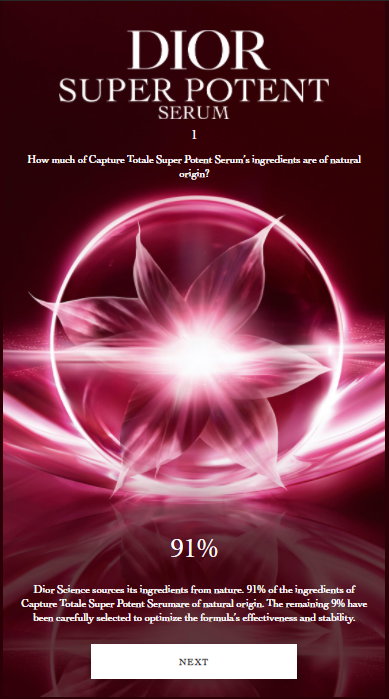 DIOR
SUPER POTENT
SERUM
1
How much of Capture Totale Super Potent Serum's ingredients are of natural
origin?
91%
Dior Science sources its ingredients from nature. 91% of the ingredients of
Capture Totale Super Potent Serumare of natural origin. The remaining 9% have
been carefully selected to optimize the formula's effectiveness and stability.
NEXT